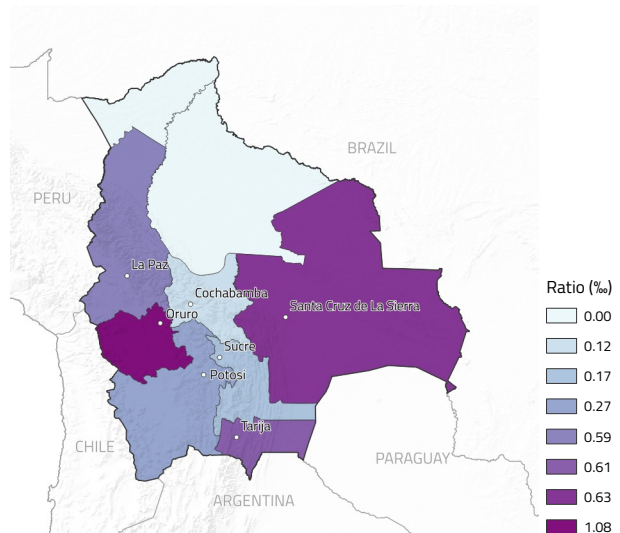 BRAZIL
PERU
La Paz
Cochabamba
Santa Cruz de La Sierra
Oruro
Sucre
Potosi
Tarija
CHILE
PARAGUAY
ARGENTINA
Ratio (‰)
0.00
0.12
0.17
0.27
0.59
0.61
0.63
1.08